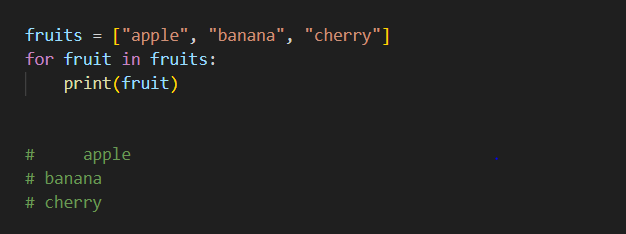 fruits = ["apple", "banana", "cherry"]
for fruit in fruits:
    print(fruit)
#     apple
# banana
# cherry